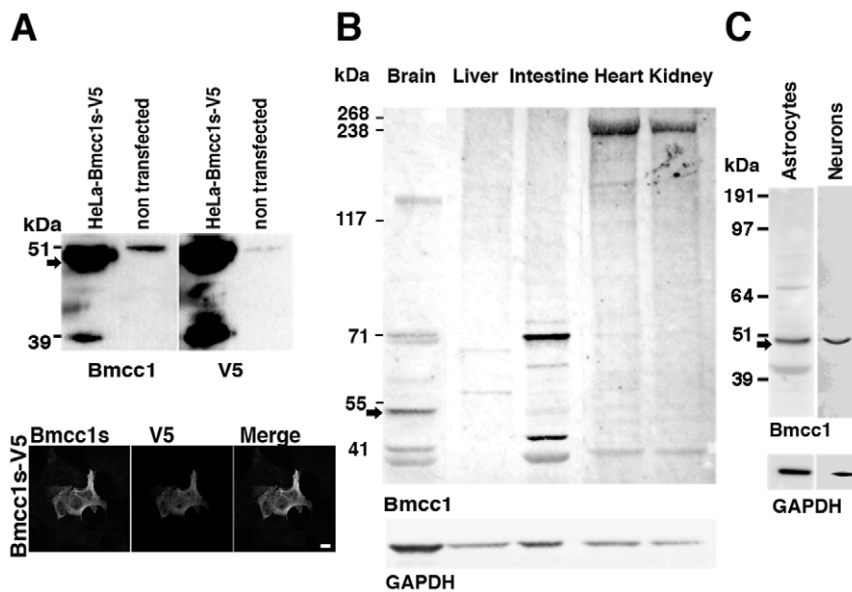 A
HeLa-Bmcc1s-V5
non transfected
HeLa-Bmcc1s-V5
non transfected
kDa
51
39
Bmcc1 V5
Bmcc1s-V5
Bmcc1s V5 Merge
B
kDa Brain Liver Intestine Heart Kidney
268
238
117
71
55
41
Bmcc1
GAPDH
C
Astrocytes
Neurons
kDa
191
97
64
51
39
Bmcc1
GAPDH